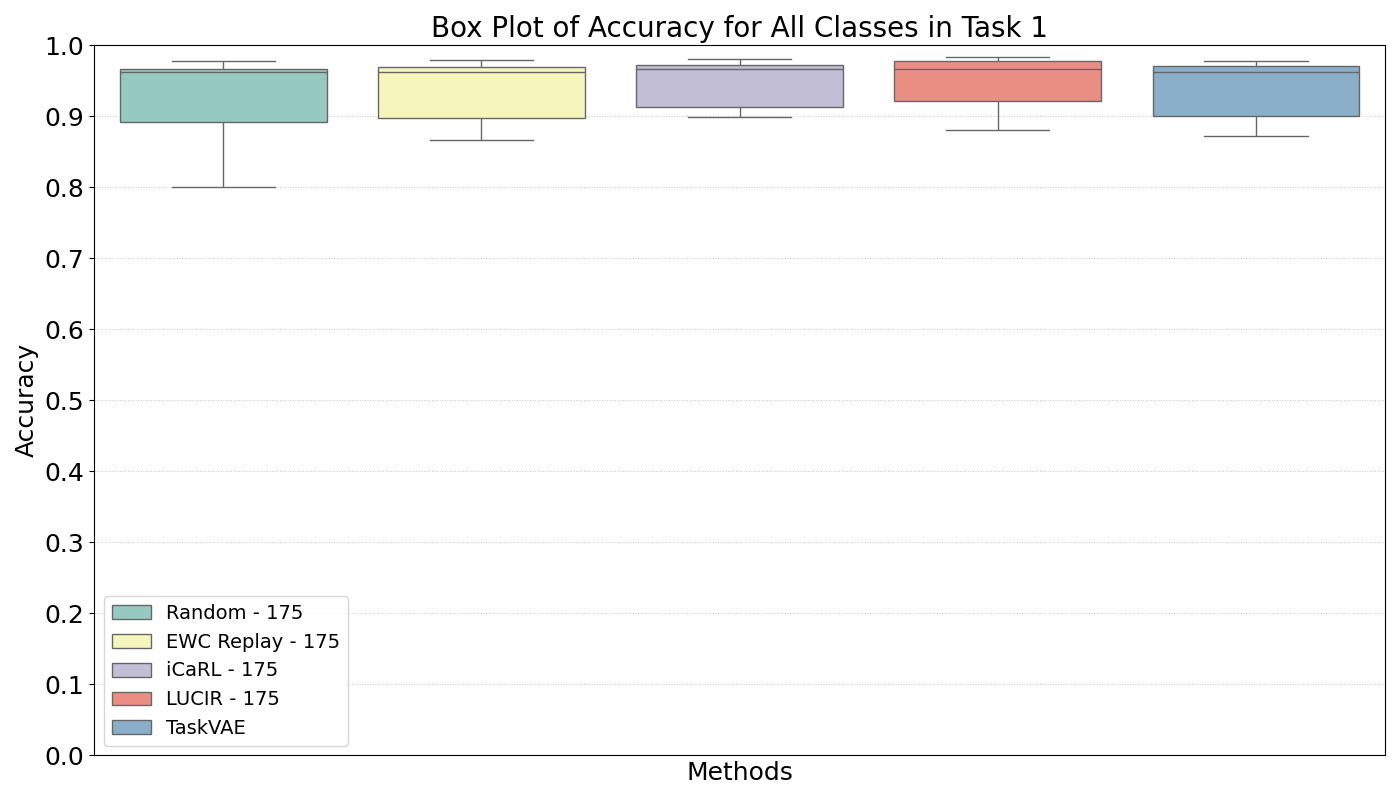 Box Plot of Accuracy for All Classes in Task 1
1.0
0.9
0.8
0.7
0.6
0.5
0.4
0.3
0.2
0.1
0.0
Accuracy
Random - 175
EWC Replay - 175
iCaRL - 175
LUCIR - 175
TaskVAE
Methods